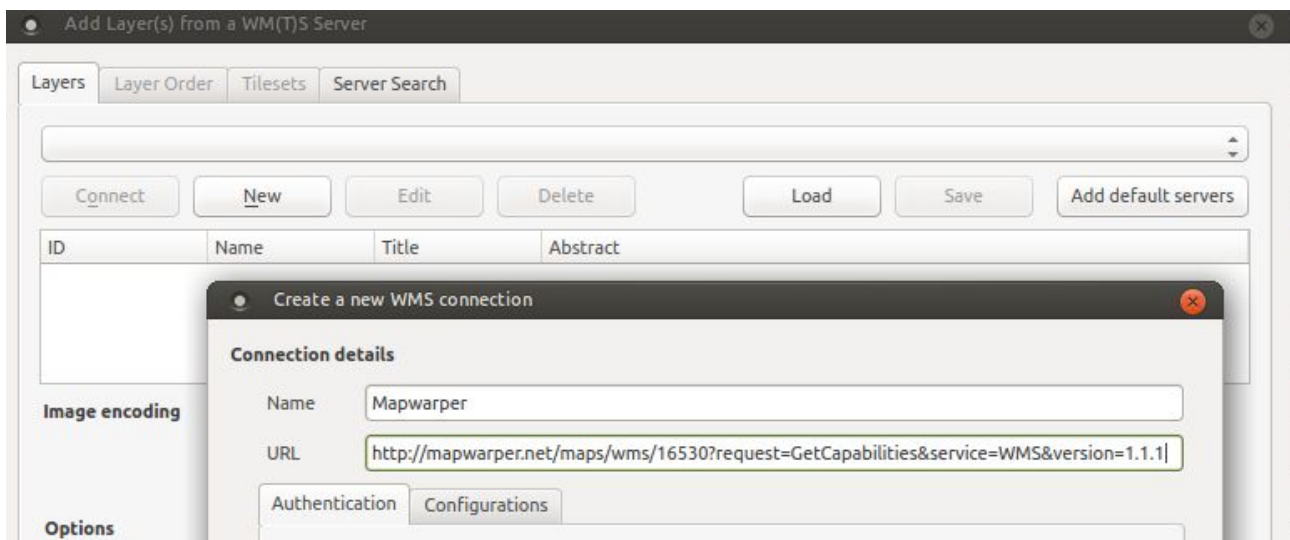 Add Layer(s) from a WM(T)S Server
Layers Layer Order Tilesets Server Search
Connect New Edit Delete Load Save Add default servers
ID Name Title Abstract
Create a new WMS connection
Connection details
Image encoding
Name Mapwarper
URL http://mapwarper.net/maps/wms/16530?request=GetCapabilities&service=WMS&version=1.1.1
Authentication Configurations
Options